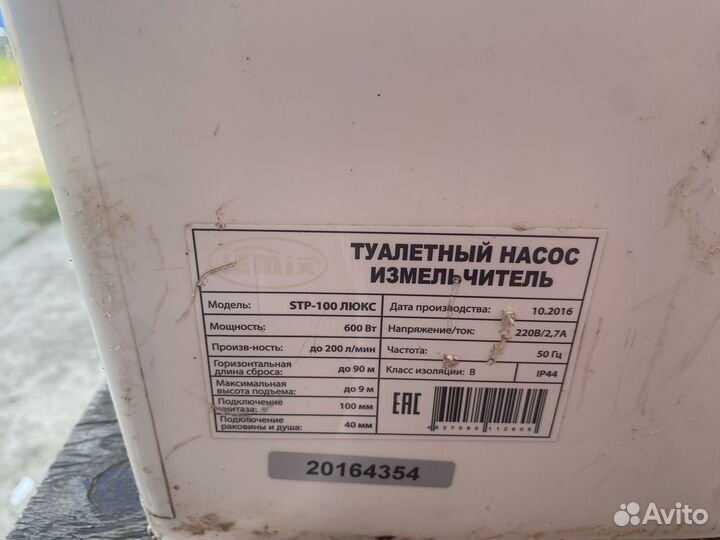 JEMIX
ТУАЛЕТНЫЙ НАСОС
ИЗМЕЛЬЧИТЕЛЬ
Модель: STP-100 ЛЮКС
Мощность: 600 Вт
Произв-ность: до 200 л/мин
Горизонтальная
длина сброса: до 90 м
Максимальная
высота подъема: до 9 м
Подключение
унитаза: 100 мм
Подключение
раковины и душа: 40 мм
Дата производства: 10.2016
Напряжение/ток: 220В/2,7А
Частота: 50 Гц
Класс изоляции: B IP44
EAC
20164354
Avito